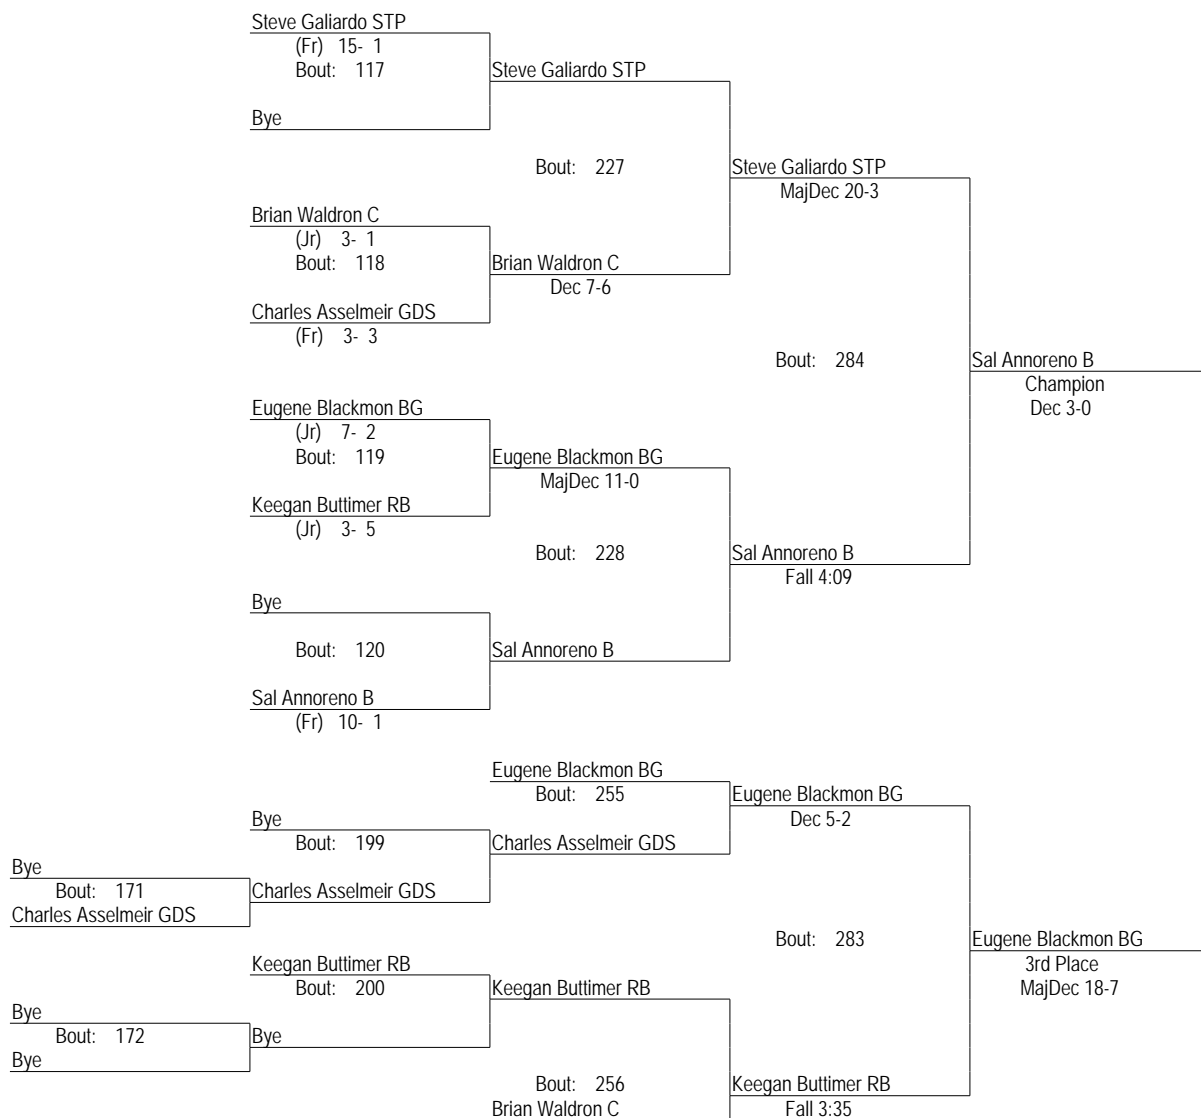 Steve Galiardo STP
(Fr) 15- 1
Bout: 117
Steve Galiardo STP
Bye
Bout: 227
Steve Galiardo STP
MajDec 20-3
Brian Waldron C
(Jr) 3- 1
Bout: 118
Brian Waldron C
Dec 7-6
Charles Asselmeir GDS
(Fr) 3- 3
Bout: 284
Sal Annoreno B
Champion
Dec 3-0
Eugene Blackmon BG
(Jr) 7- 2
Bout: 119
Eugene Blackmon BG
MajDec 11-0
Keegan Buttimer RB
(Jr) 3- 5
Bout: 228
Sal Annoreno B
Fall 4:09
Bye
Bout: 120
Sal Annoreno B
Sal Annoreno B
(Fr) 10- 1
Eugene Blackmon BG
Bout: 255
Eugene Blackmon BG
Dec 5-2
Bye
Bout: 199
Charles Asselmeir GDS
Bye
Bout: 171
Charles Asselmeir GDS
Charles Asselmeir GDS
Bout: 283
Eugene Blackmon BG
3rd Place
MajDec 18-7
Keegan Buttimer RB
Bout: 200
Keegan Buttimer RB
Bye
Bout: 172
Bye
Bye
Bout: 256
Keegan Buttimer RB
Brian Waldron C
Fall 3:35